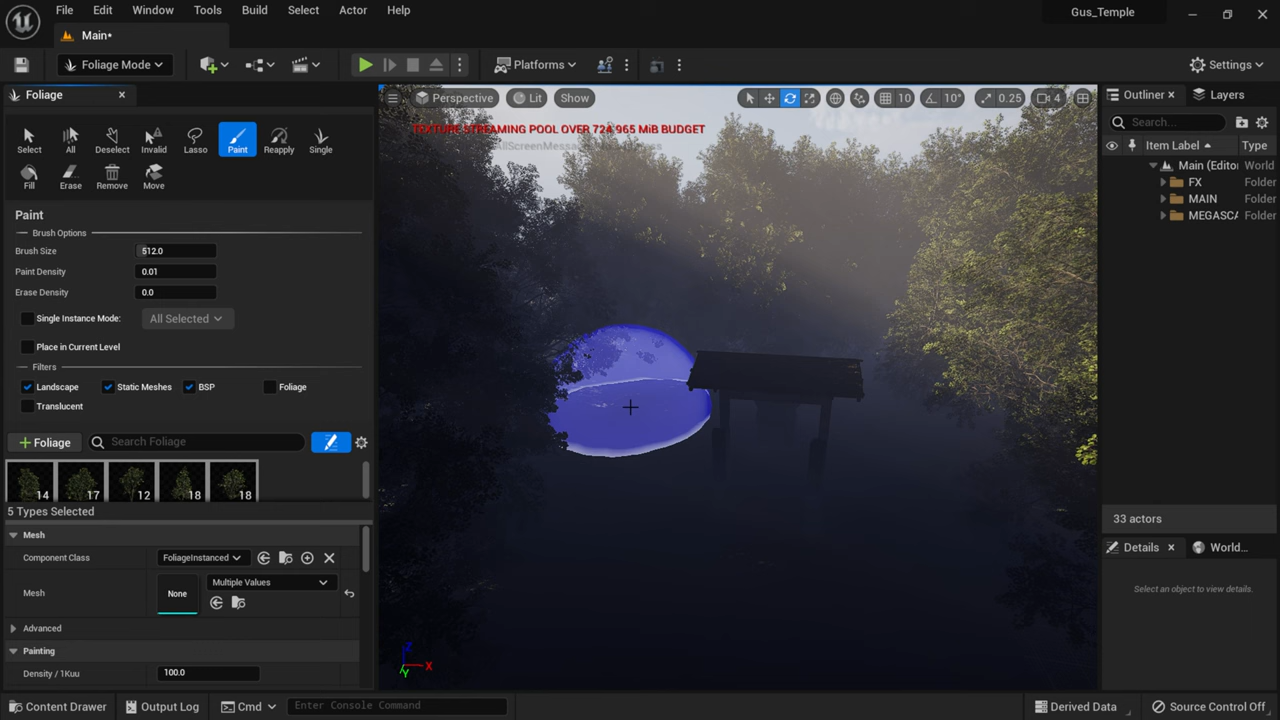 File Edit Window Tools Build Select Actor Help
Gus_Temple
Main*
Foliage Mode
Platforms
Settings
Foliage
Perspective Lit Show
10 10° 0.25 4
Outliner Layers
TEXTURE STREAMING POOL OVER 724.965 MiB BUDGET
Search...
Select All Deselect Invalid Lasso Paint Reapply Single
Item Label Type
Main (Editor World
Fill Erase Remove Move
FX Folder
MAIN Folder
MEGASCA Folder
Paint
Brush Options
Brush Size 512.0
Paint Density 0.01
Erase Density 0.0
Single Instance Mode: All Selected
Place in Current Level
Filters
Landscape Static Meshes BSP Foliage
Translucent
+ Foliage Search Foliage
14 17 12 18 18
5 Types Selected
33 actors
Mesh
Details World...
Component Class FoliageInstanced
Multiple Values
Mesh None
Select an object to view details.
Advanced
Painting
Density / 1Kuu 100.0
Z X Y
Content Drawer Output Log Cmd Enter Console Command Derived Data Source Control Off